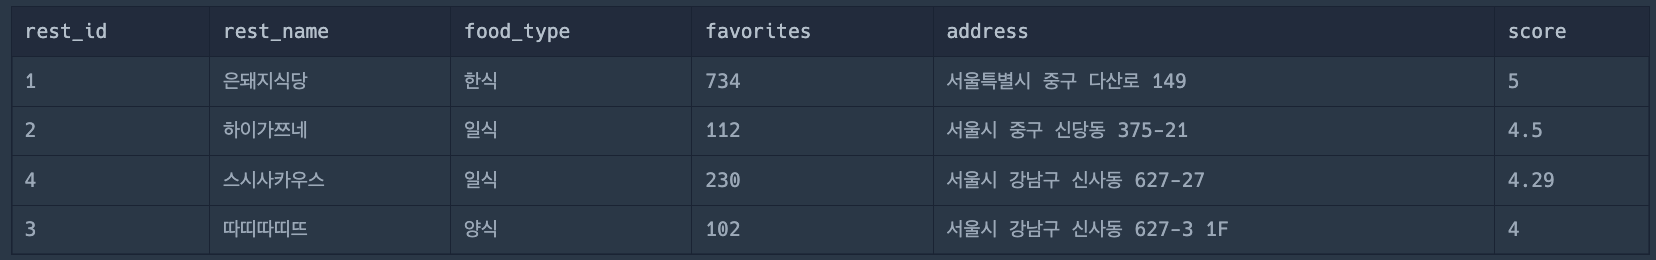 rest_id rest_name food_type favorites address score
1 은돼지식당 한식 734 서울특별시 중구 다산로 149 5
2 하이가쯔네 일식 112 서울시 중구 신당동 375-21 4.5
4 스시사카우스 일식 230 서울시 강남구 신사동 627-27 4.29
3 따띠따띠뜨 양식 102 서울시 강남구 신사동 627-3 1F 4